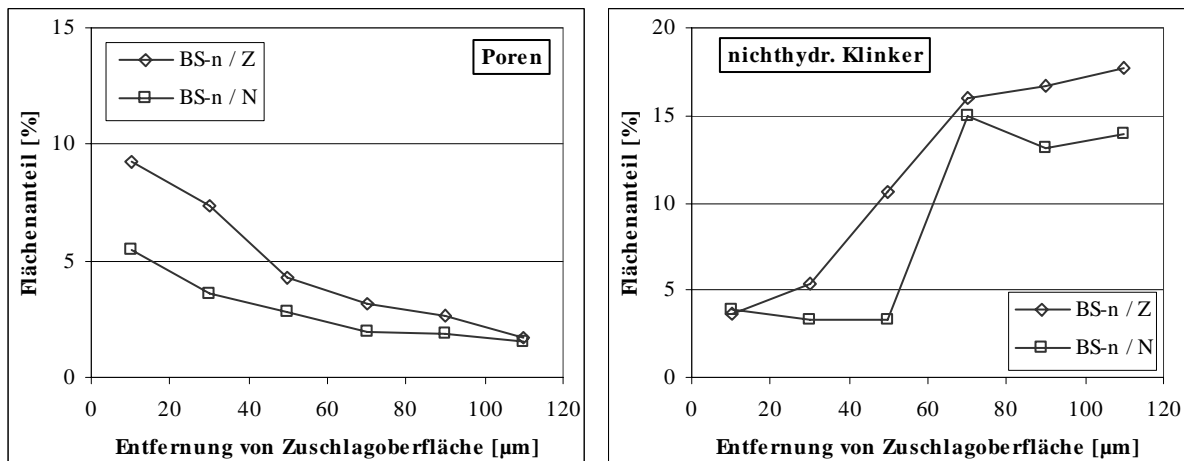 Poren
BS-n / Z
BS-n / N
Flächenanteil [%]
15
10
5
0
0 20 40 60 80 100 120
Entfernung von Zuschlagoberfläche [µm]
nichthydr. Klinker
BS-n / Z
BS-n / N
Flächenanteil [%]
20
15
10
5
0
0 20 40 60 80 100 120
Entfernung von Zuschlagoberfläche [µm]